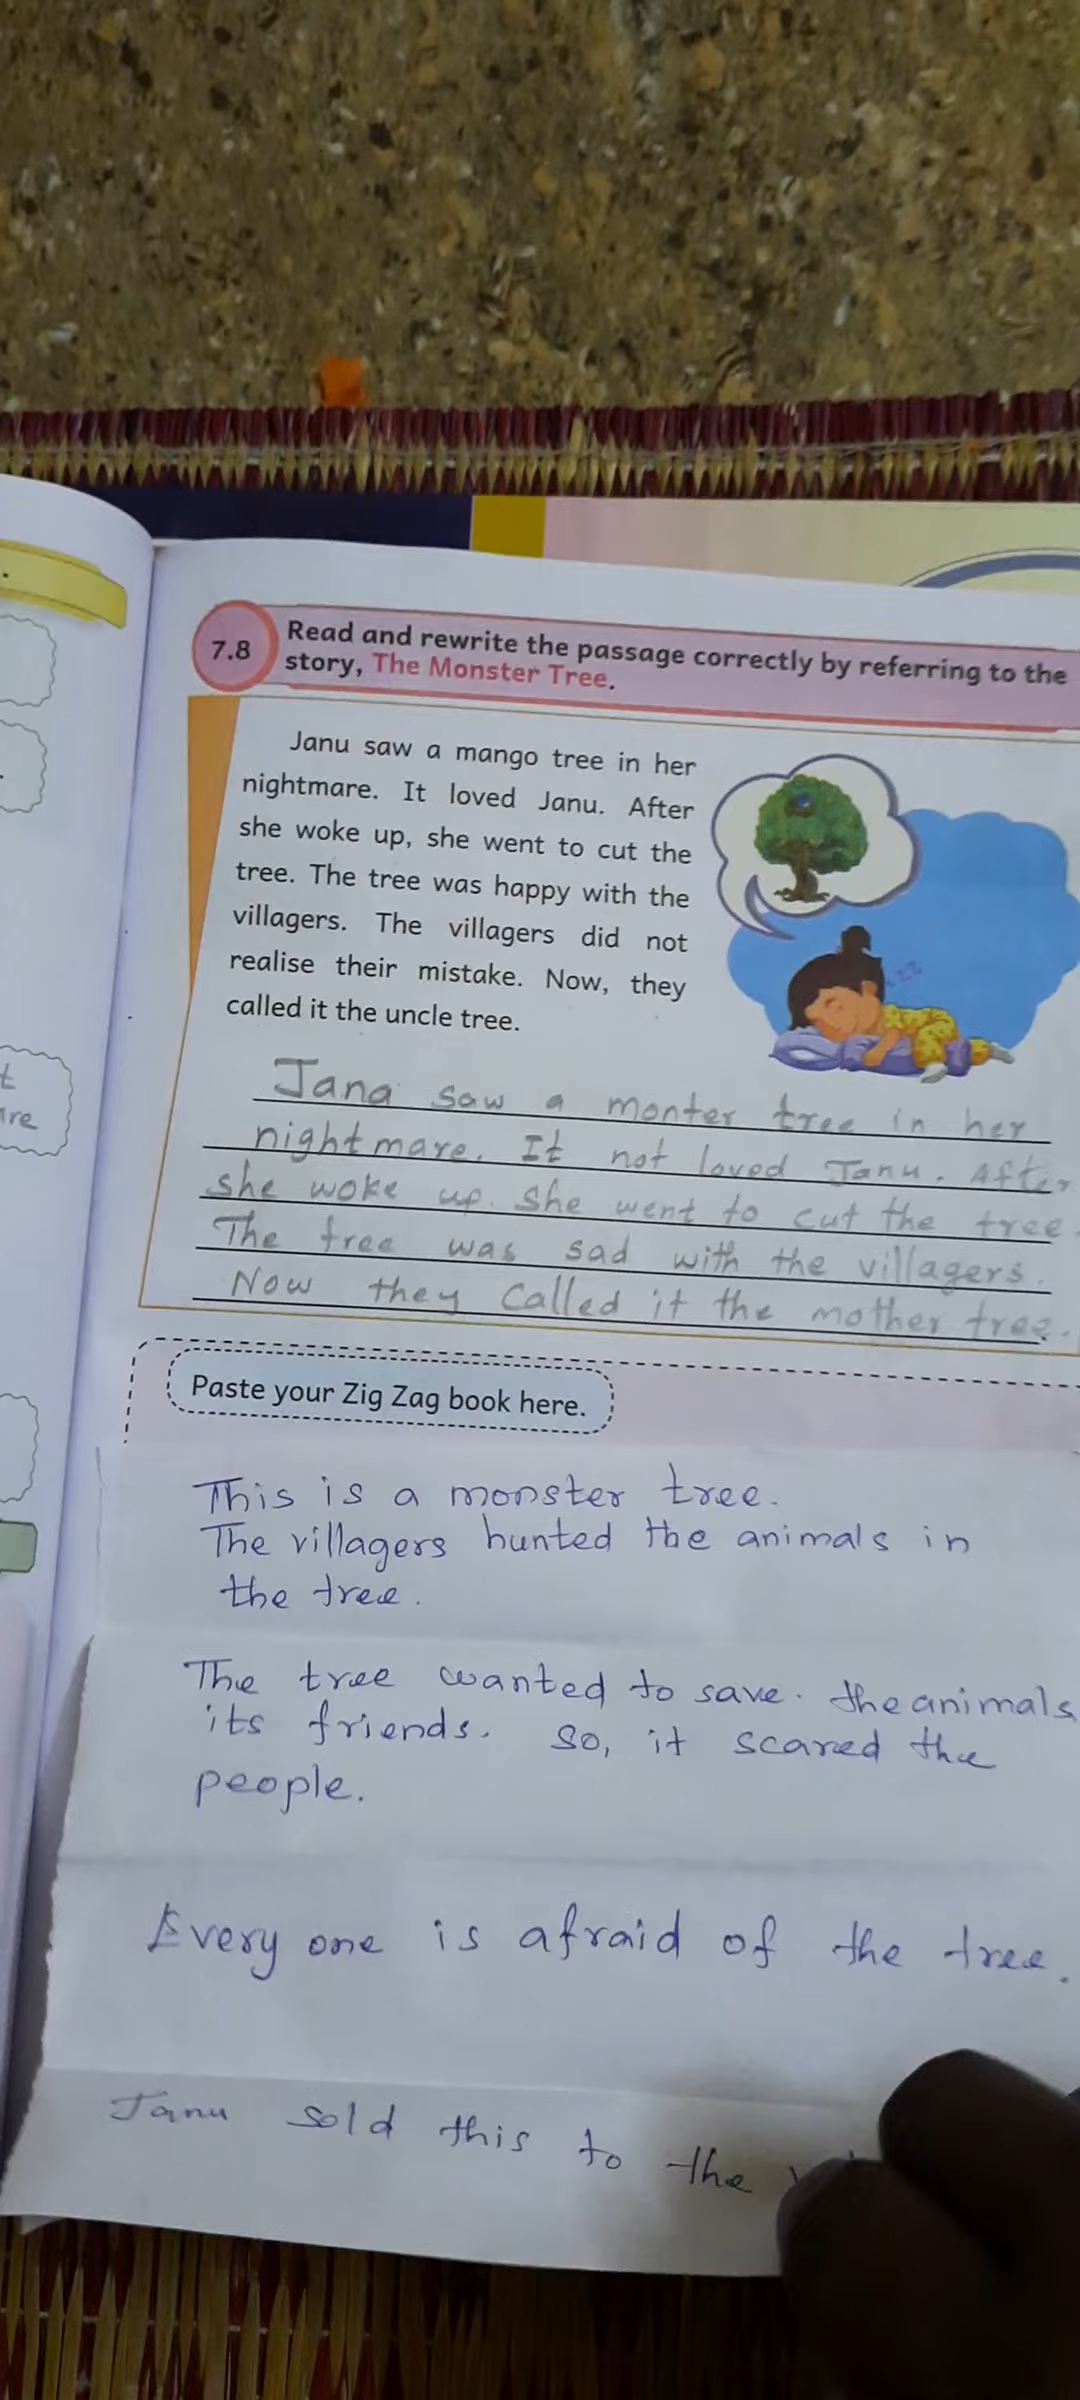 7.8
Read and rewrite the passage correctly by referring to the
story, The Monster Tree.
Janu saw a mango tree in her
nightmare. It loved Janu. After
she woke up, she went to cut the
tree. The tree was happy with the
villagers. The villagers did not
realise their mistake. Now, they
called it the uncle tree.
Jana saw a monter tree in her
nightmare. It not loved Janu. After
she woke up. She went to cut the tree.
The tree was sad with the villagers.
Now they Called it the mother tree.
Paste your Zig Zag book here.
This is a monster tree.
The villagers hunted the animals in
the tree.
The tree wanted to save. the animals
its friends. So, it scared the
people.
Every one is afraid of the tree.
Janu sold this to the